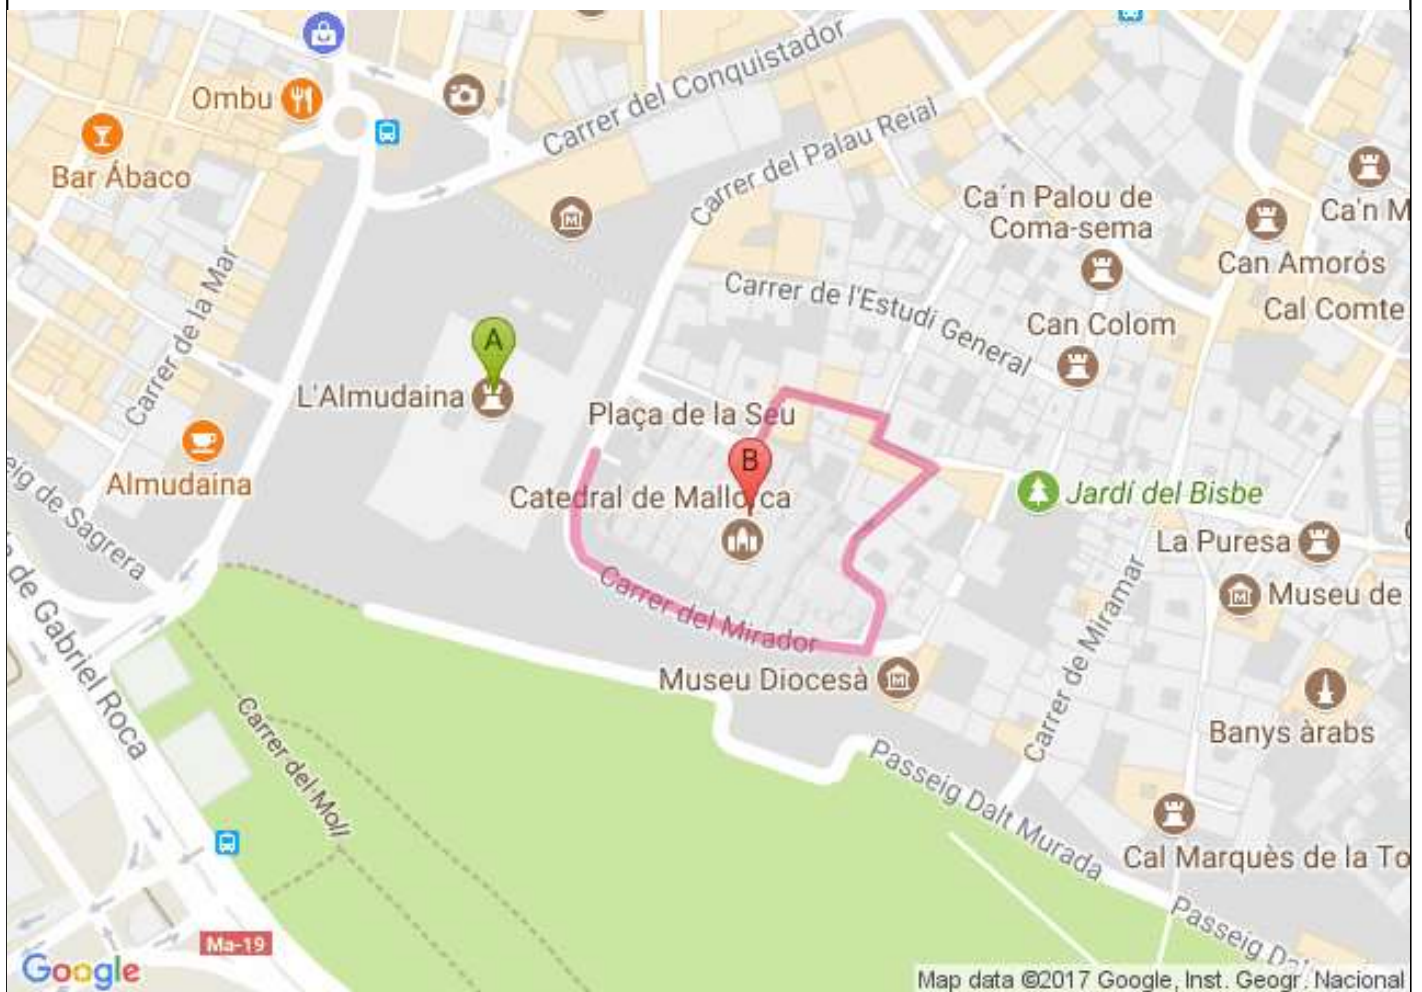 Ombu
Bar Ábaco
Carrer del Conquistador
Carrer del Palau Reial
Ca´n Palou de
Coma-sema
Ca'n M
Can Amorós
Cal Comte
Carrer de la Mar
Carrer de l'Estudi General
Can Colom
A
L'Almudaina
Plaça de la Seu
B
Catedral de Mallorca
Almudaina
eig de Sagrera
Jardí del Bisbe
La Puresa
Museu de
Carrer del Mirador
Museu Diocesà
Carrer de Miramar
Banys àrabs
de Gabriel Roca
Carrer del Moll
Passeig Dalt Murada
Cal Marquès de la To
Passeig Da
Ma-19
Google
Map data ©2017 Google, Inst. Geogr. Nacional